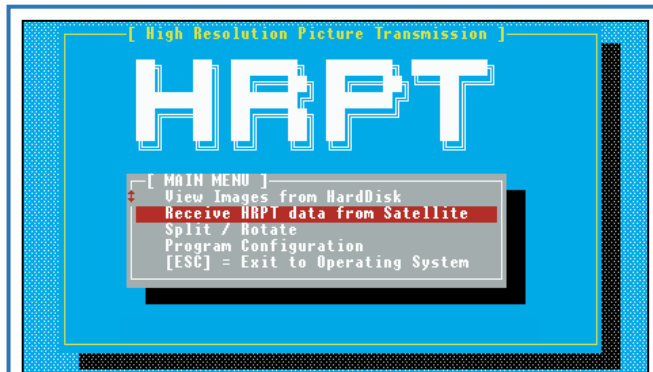 [ High Resolution Picture Transmission ]
HRPT
[ MAIN MENU ]
View Images from HardDisk
Receive HRPT data from Satellite
Split / Rotate
Program Configuration
[ESC] = Exit to Operating System